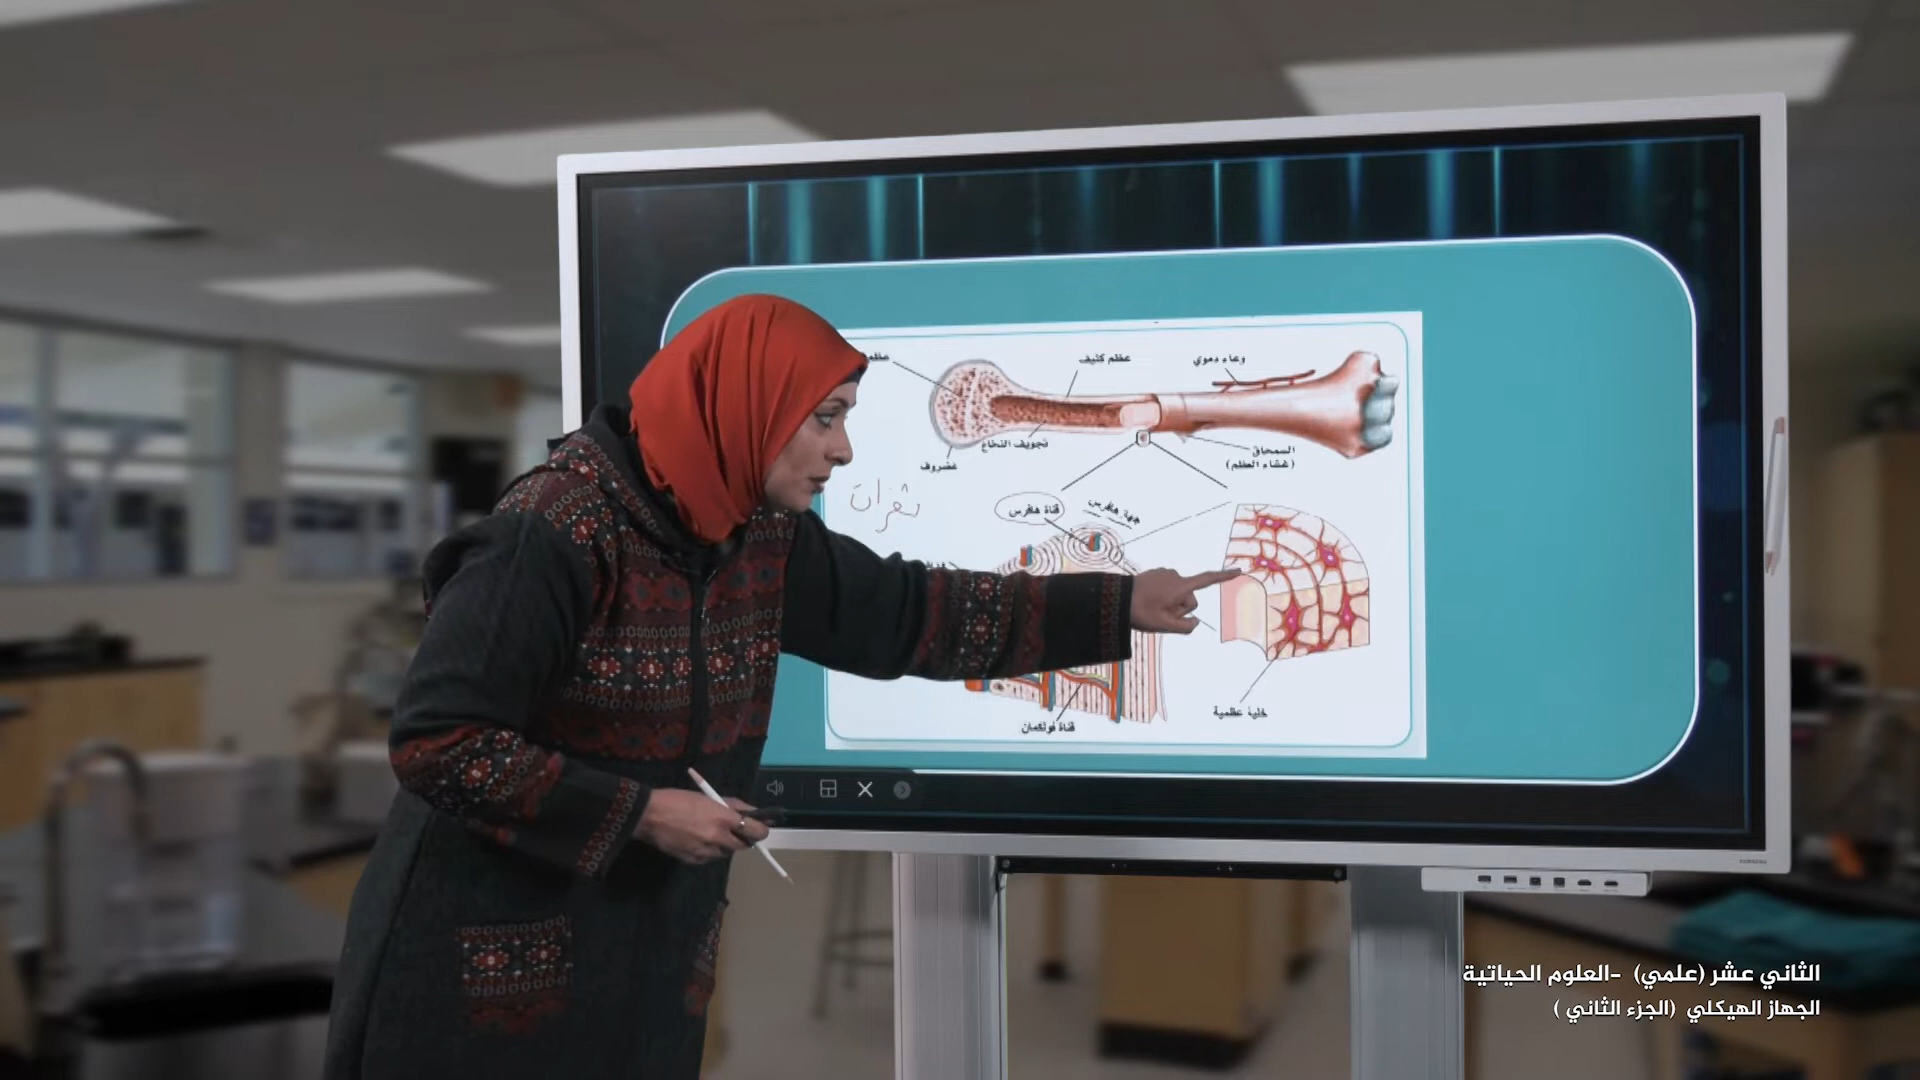 عظم كثيف
وعاء دموي
تجويف النخاع
غضروف
السمحاق
(غشاء العظم)
ثغرات
قناة هافرس
جهاز هافرس
خلية عظمية
قناة فولكمان
الثاني عشر (علمي) -العلوم الحياتية
الجهاز الهيكلي (الجزء الثاني )